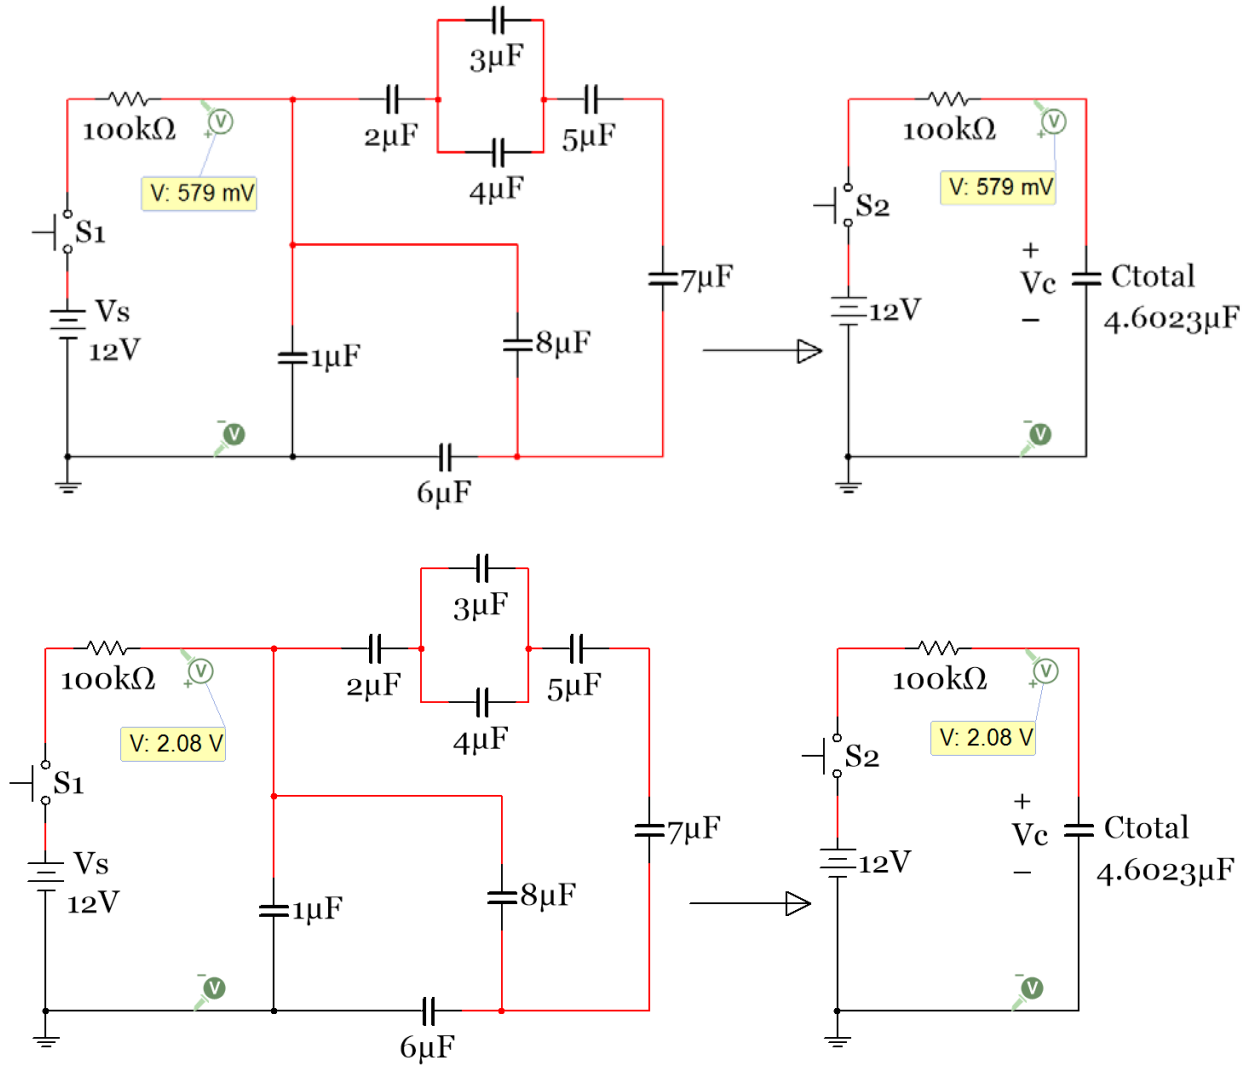 3µF
100kΩ
2µF
5µF
4µF
V: 579 mV
V
+
S1
Vs
12V
1µF
8µF
7µF
6µF
−
V
100kΩ
V
+
V: 579 mV
S2
12V
+
Vc
−
Ctotal
4.6023µF
−
V
3µF
100kΩ
2µF
5µF
4µF
V
+
V: 2.08 V
S1
Vs
12V
1µF
8µF
7µF
6µF
−
V
100kΩ
V
+
V: 2.08 V
S2
12V
+
Vc
−
Ctotal
4.6023µF
−
V